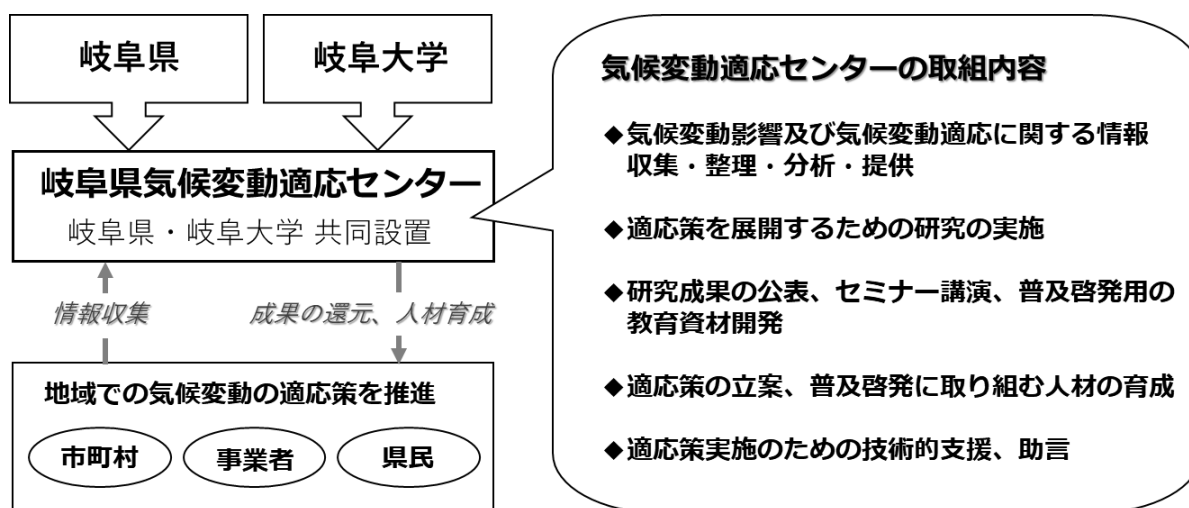 岐阜県
岐阜大学
岐阜県気候変動適応センター
岐阜県・岐阜大学 共同設置
情報収集
成果の還元、人材育成
地域での気候変動の適応策を推進
市町村
事業者
県民
気候変動適応センターの取組内容
◆気候変動影響及び気候変動適応に関する情報
収集・整理・分析・提供
◆適応策を展開するための研究の実施
◆研究成果の公表、セミナー講演、普及啓発用の
教育資材開発
◆適応策の立案、普及啓発に取り組む人材の育成
◆適応策実施のための技術的支援、助言